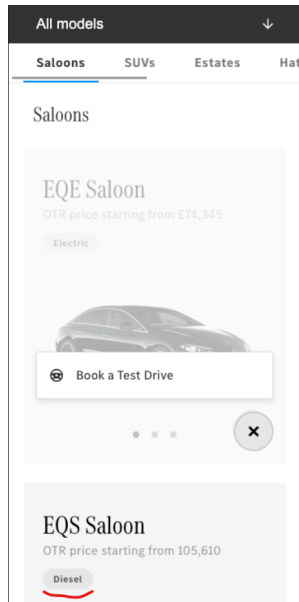 All models
Saloons SUVs Estates Hat
Saloons
EQE Saloon
OTR price starting from £74,345
Electric
Book a Test Drive
EQS Saloon
OTR price starting from 105,610
Diesel